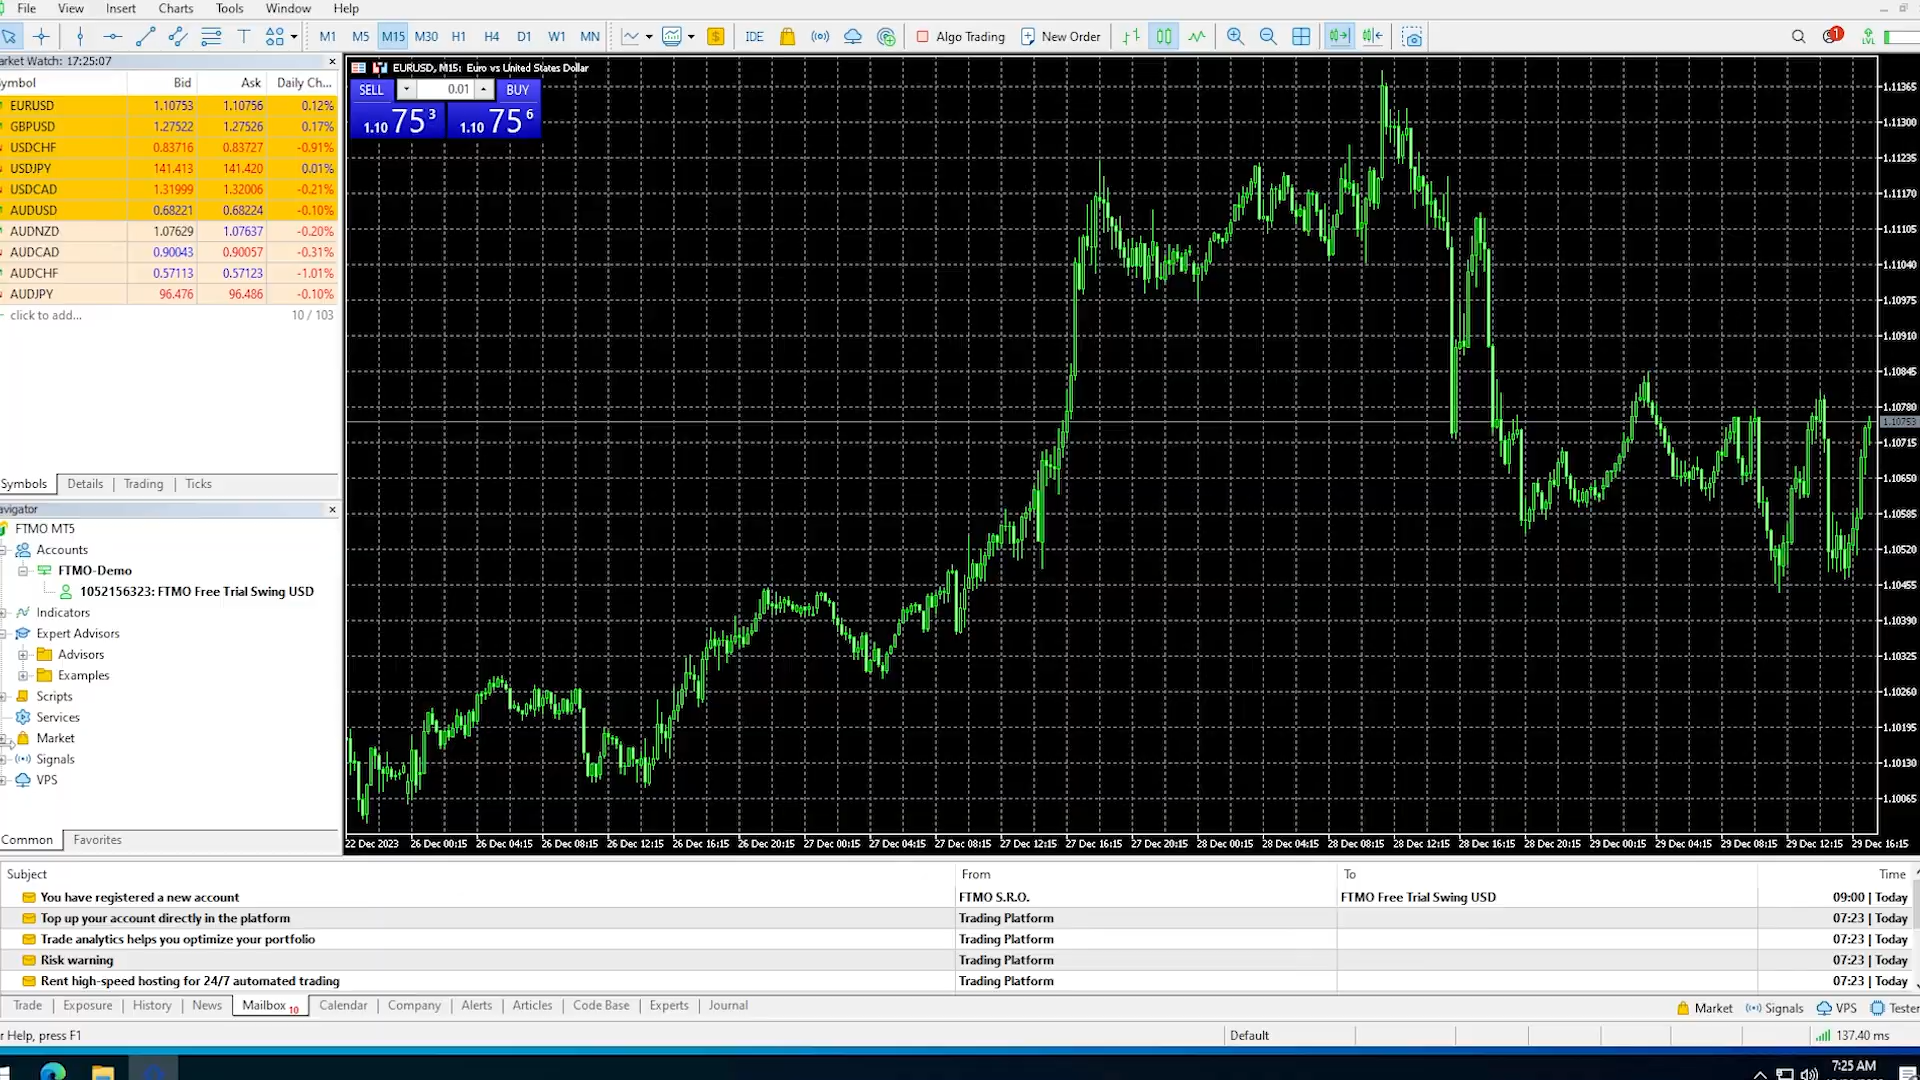 File View Insert Charts Tools Window Help
M1 M5 M15 M30 H1 H4 D1 W1 MN IDE Algo Trading New Order 1
arket Watch: 17:25:07
ymbol Bid Ask Daily Ch...
EURUSD 1.10753 1.10756 0.12%
GBPUSD 1.27522 1.27526 0.17%
USDCHF 0.83716 0.83727 -0.91%
USDJPY 141.413 141.420 0.01%
USDCAD 1.31999 1.32006 -0.21%
AUDUSD 0.68221 0.68224 -0.10%
AUDNZD 1.07629 1.07637 -0.20%
AUDCAD 0.90043 0.90057 -0.31%
AUDCHF 0.57113 0.57123 -1.01%
AUDJPY 96.476 96.486 -0.10%
click to add... 10 / 103
Symbols Details Trading Ticks
avigator
FTMO MT5
Accounts
FTMO-Demo
1052156323: FTMO Free Trial Swing USD
Indicators
Expert Advisors
Advisors
Examples
Scripts
Services
Market
Signals
VPS
Common Favorites
EURUSD, M15: Euro vs United States Dollar
SELL 0.01 BUY
1.10 75 3 1.10 75 6
1.11365
1.11300
1.11235
1.11170
1.11105
1.11040
1.10975
1.10910
1.10845
1.10780
1.10753
1.10715
1.10650
1.10585
1.10520
1.10455
1.10390
1.10325
1.10260
1.10195
1.10130
1.10065
22 Dec 2023 26 Dec 00:15 26 Dec 04:15 26 Dec 08:15 26 Dec 12:15 26 Dec 16:15 26 Dec 20:15 27 Dec 00:15 27 Dec 04:15 27 Dec 08:15 27 Dec 12:15 27 Dec 16:15 27 Dec 20:15 28 Dec 00:15 28 Dec 04:15 28 Dec 08:15 28 Dec 12:15 28 Dec 16:15 28 Dec 20:15 29 Dec 00:15 29 Dec 04:15 29 Dec 08:15 29 Dec 12:15 29 Dec 16:15
Subject From To Time
You have registered a new account FTMO S.R.O. FTMO Free Trial Swing USD 09:00 | Today
Top up your account directly in the platform Trading Platform 07:23 | Today
Trade analytics helps you optimize your portfolio Trading Platform 07:23 | Today
Risk warning Trading Platform 07:23 | Today
Rent high-speed hosting for 24/7 automated trading Trading Platform 07:23 | Today
Trade Exposure History News Mailbox 10 Calendar Company Alerts Articles Code Base Experts Journal Market Signals VPS Tester
r Help, press F1 Default 137.40 ms
7:25 AM